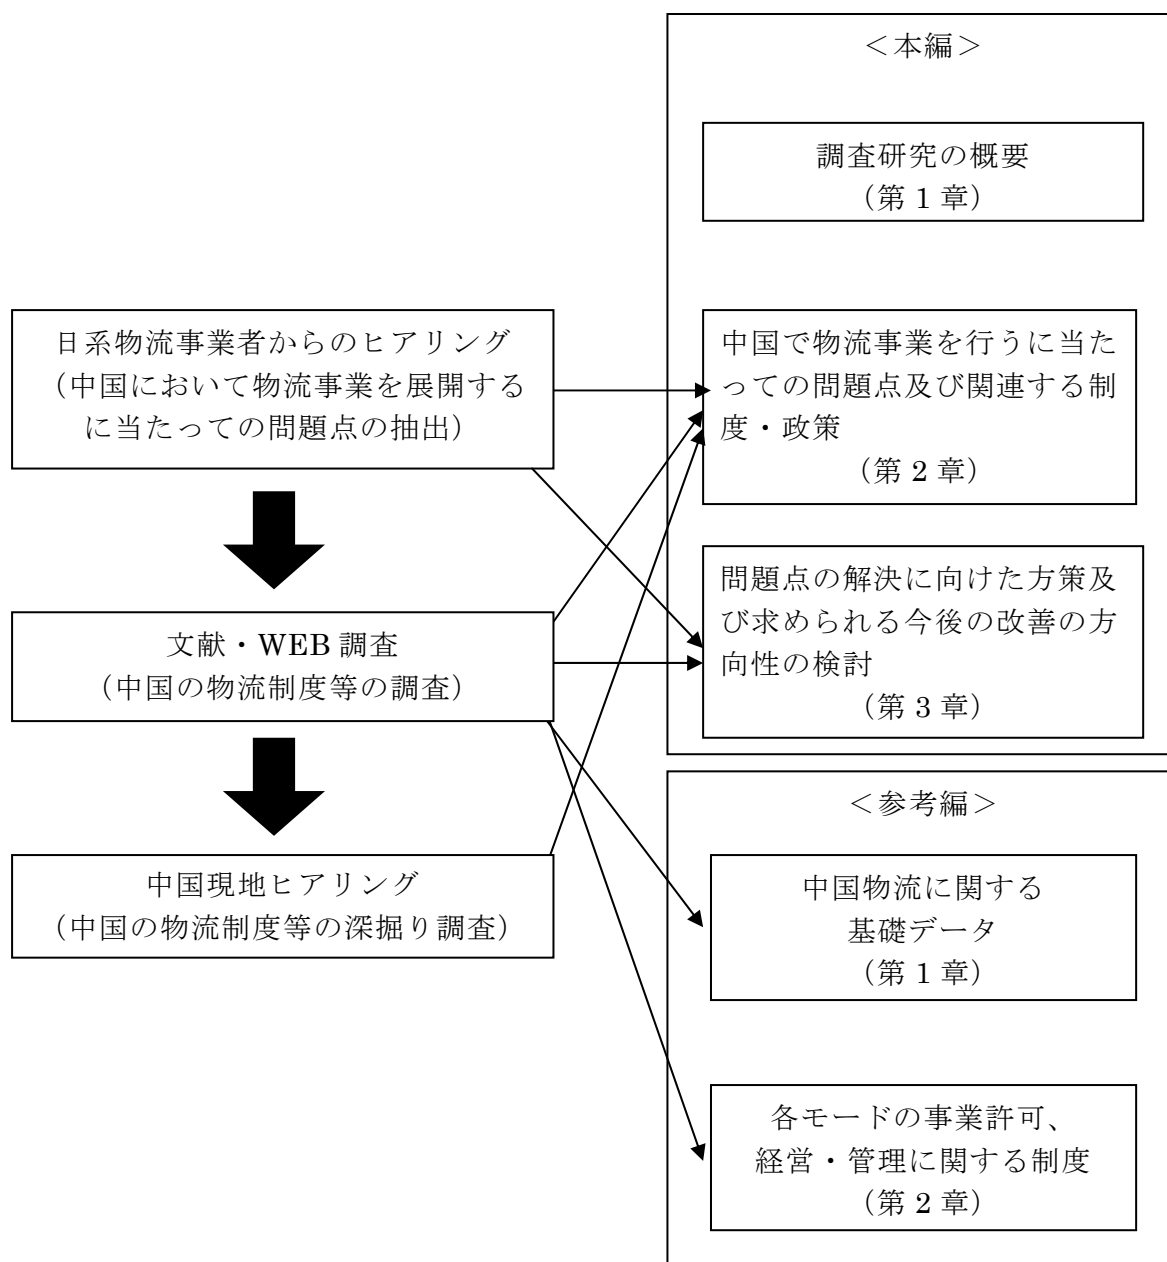 ＜本編＞
調査研究の概要
（第 1 章）
日系物流事業者からのヒアリング
（中国において物流事業を展開する
に当たっての問題点の抽出）
中国で物流事業を行うに当た
っての問題点及び関連する制
度・政策
（第 2 章）
問題点の解決に向けた方策及
び求められる今後の改善の方
向性の検討
（第 3 章）
文献・WEB 調査
（中国の物流制度等の調査）
中国現地ヒアリング
（中国の物流制度等の深掘り調査）
＜参考編＞
中国物流に関する
基礎データ
（第 1 章）
各モードの事業許可、
経営・管理に関する制度
（第 2 章）